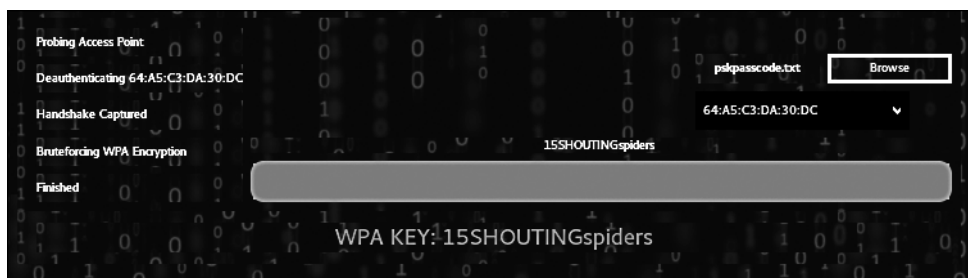 Probing Access Point
Deauthenticating 64:A5:C3:DA:30:DC
Handshake Captured
Bruteforcing WPA Encryption
Finished
pskpasscode.txt Browse
64:A5:C3:DA:30:DC
15SHOUTINGspiders
WPA KEY: 15SHOUTINGspiders